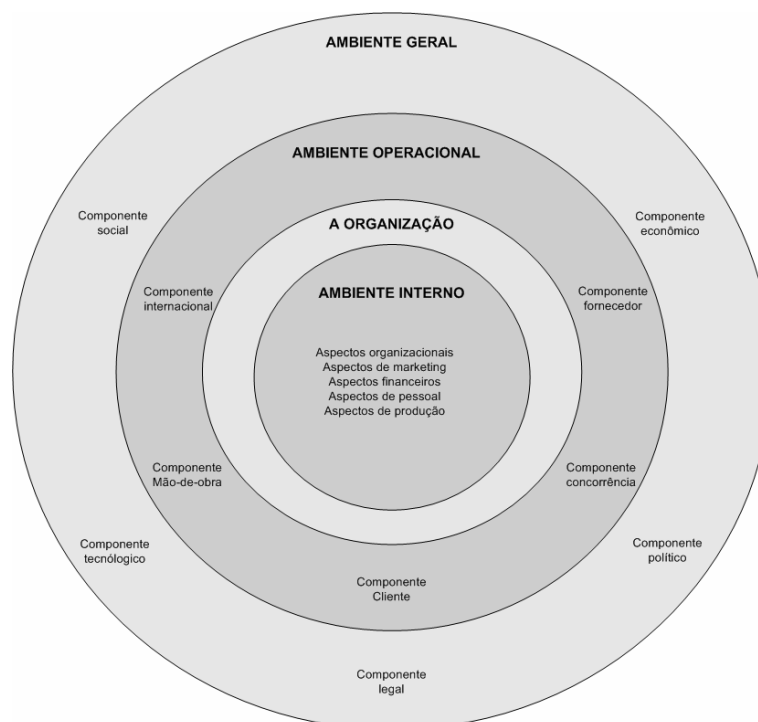 AMBIENTE GERAL
AMBIENTE OPERACIONAL
Componente
social
A ORGANIZAÇÃO
Componente
econômico
Componente
internacional
AMBIENTE INTERNO
Componente
fornecedor
Aspectos organizacionais
Aspectos de marketing
Aspectos financeiros
Aspectos de pessoal
Aspectos de produção
Componente
Mão-de-obra
Componente
concorrência
Componente
tecnólogico
Componente
político
Componente
Cliente
Componente
legal